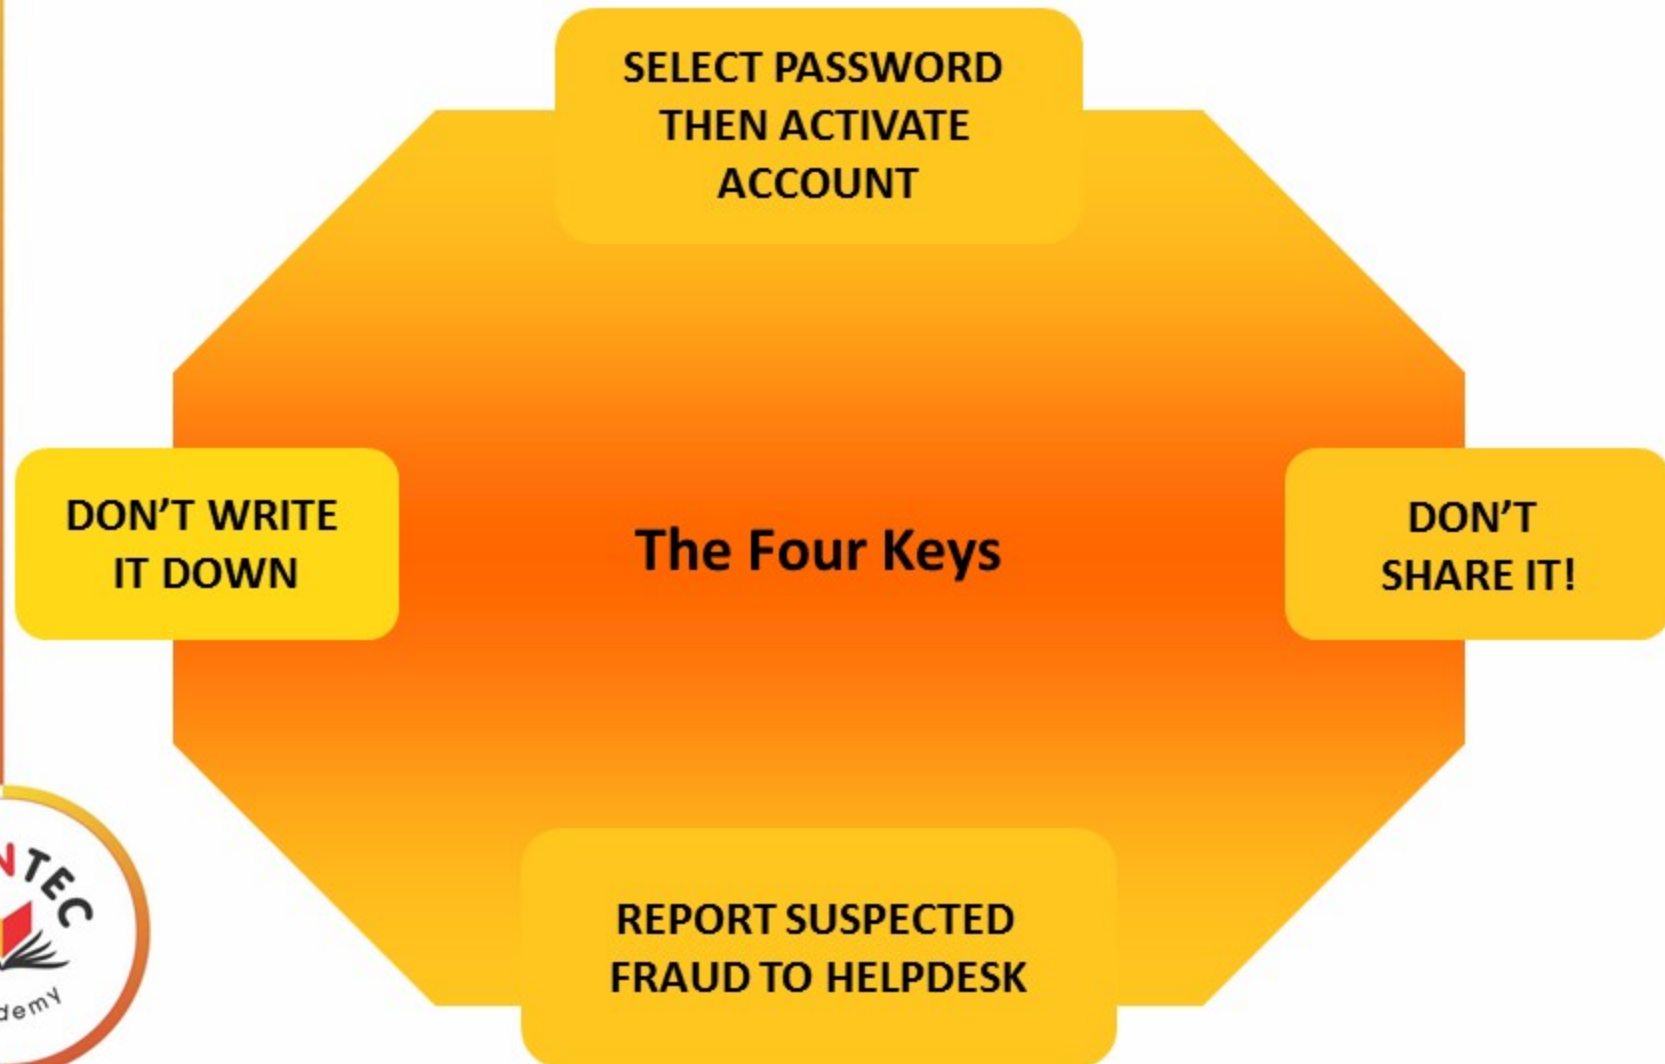 SELECT PASSWORD
THEN ACTIVATE
ACCOUNT
DON’T WRITE
IT DOWN
The Four Keys
DON’T
SHARE IT!
REPORT SUSPECTED
FRAUD TO HELPDESK